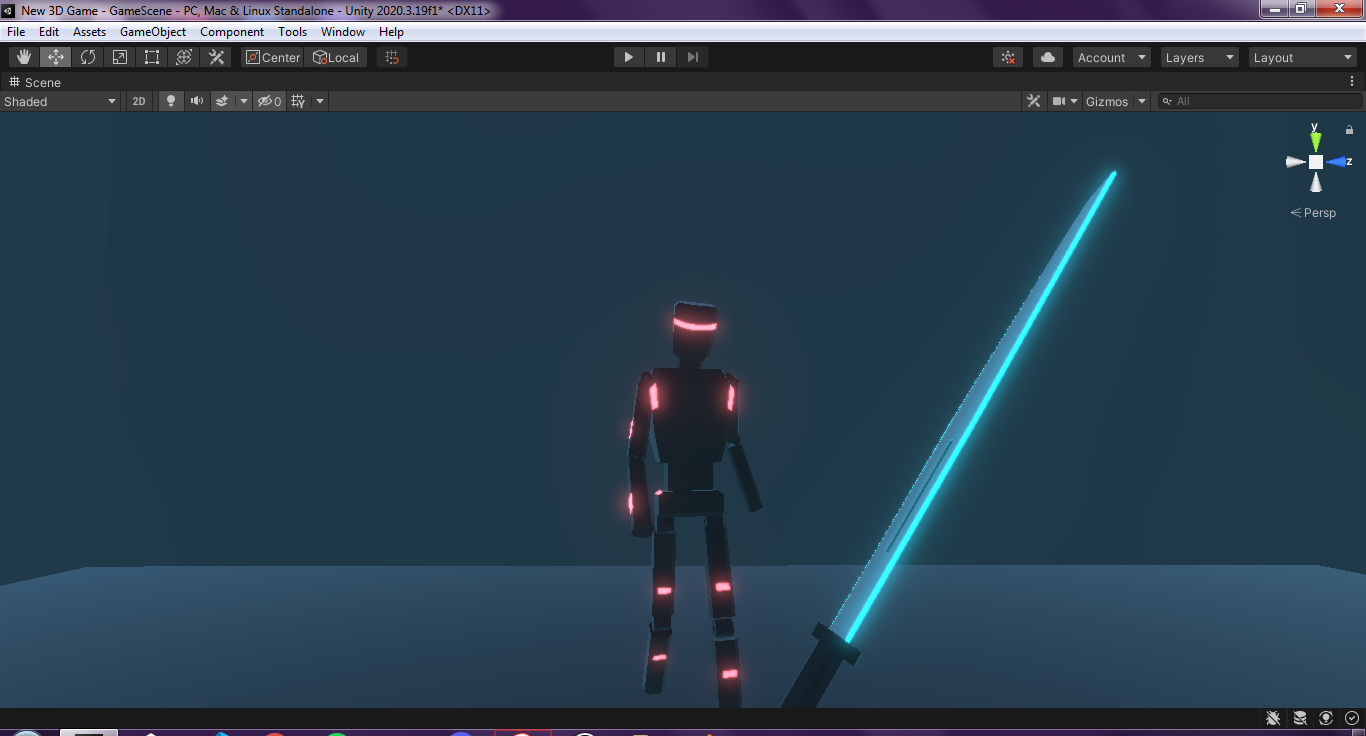 New 3D Game - GameScene - PC, Mac & Linux Standalone - Unity 2020.3.19f1* <DX11>
File Edit Assets GameObject Component Tools Window Help
Center Local Account Layers Layout
Scene
Shaded 2D 0 Gizmos All
y
z
Persp